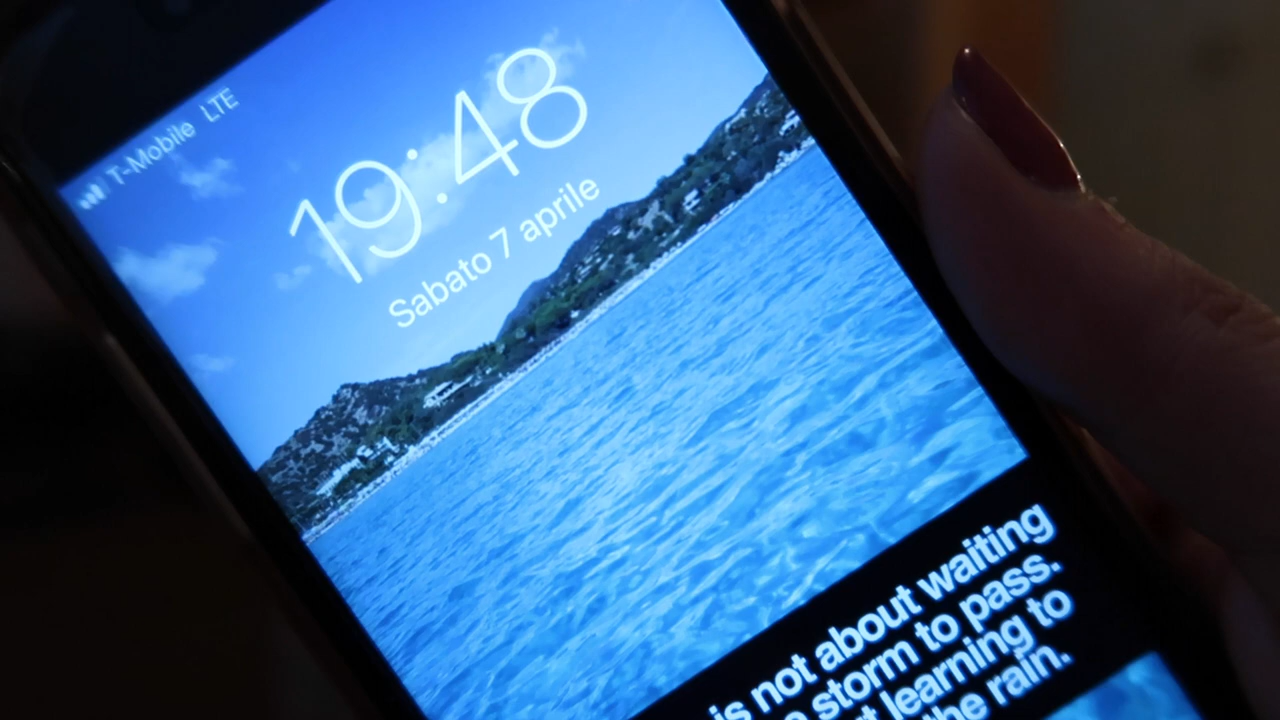 T-Mobile LTE
19:48
Sabato 7 aprile
is not about waiting
storm to pass.
learning to
the rain.